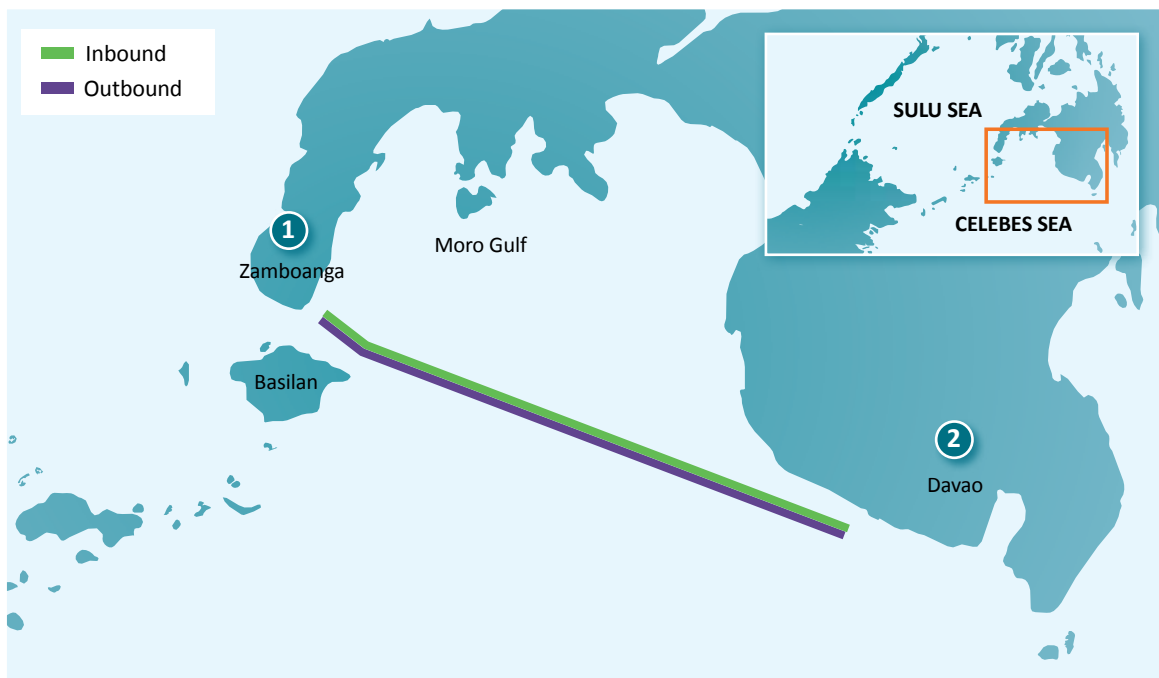 Inbound
Outbound
SULU SEA
CELEBES SEA
1
Zamboanga
Moro Gulf
Basilan
2
Davao